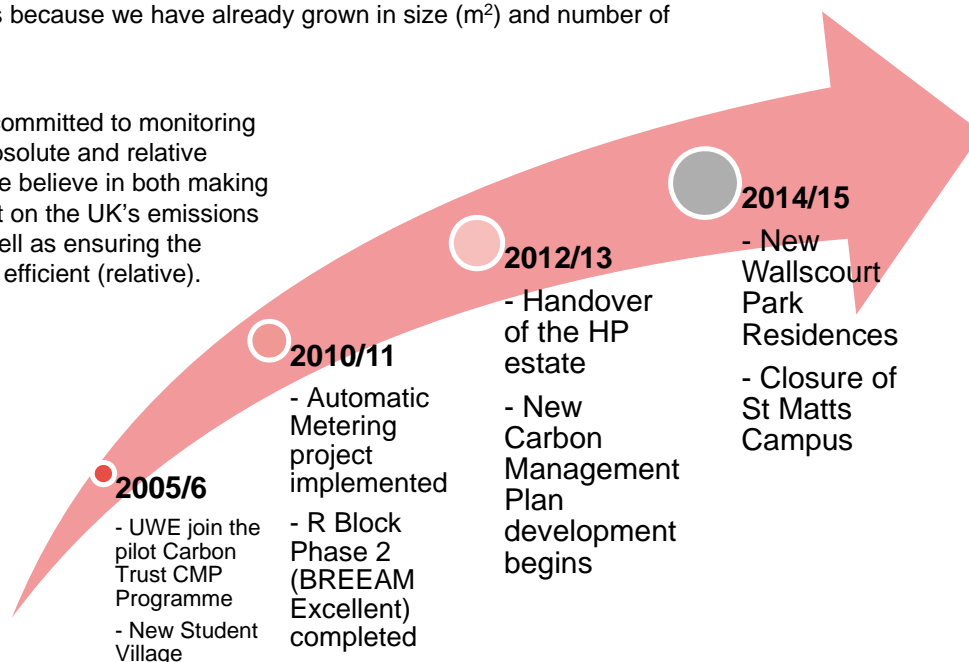 s because we have already grown in size (m²) and number of
committed to monitoring
solute and relative
e believe in both making
t on the UK's emissions
ell as ensuring the
efficient (relative).
2005/6
- UWE join the
pilot Carbon
Trust CMP
Programme
- New Student
Village
2010/11
- Automatic
Metering
project
implemented
- R Block
Phase 2
(BREEAM
Excellent)
completed
2012/13
- Handover
of the HP
estate
- New
Carbon
Management
Plan
development
begins
2014/15
- New
Wallscourt
Park
Residences
- Closure of
St Matts
Campus